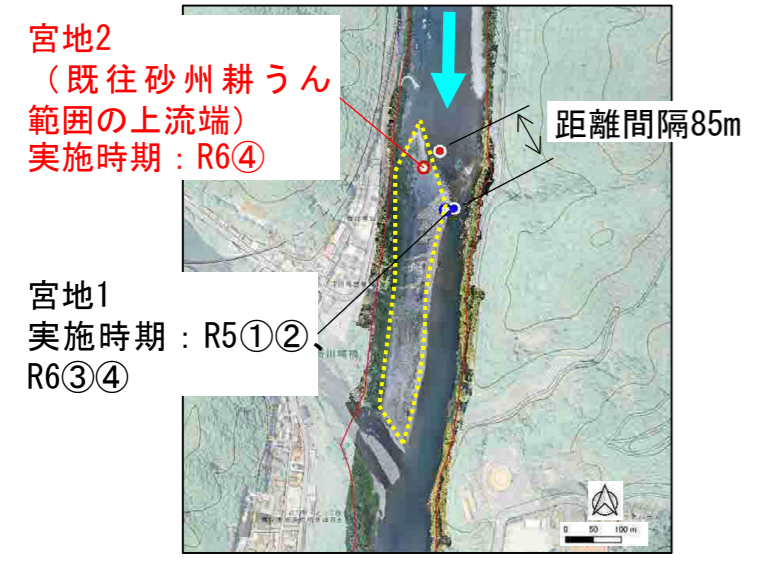 宮地2
（既往砂州耕うん
範囲の上流端）
実施時期：R6④
距離間隔85m
宮地1
実施時期：R5①②、
R6③④
0 50 100 m